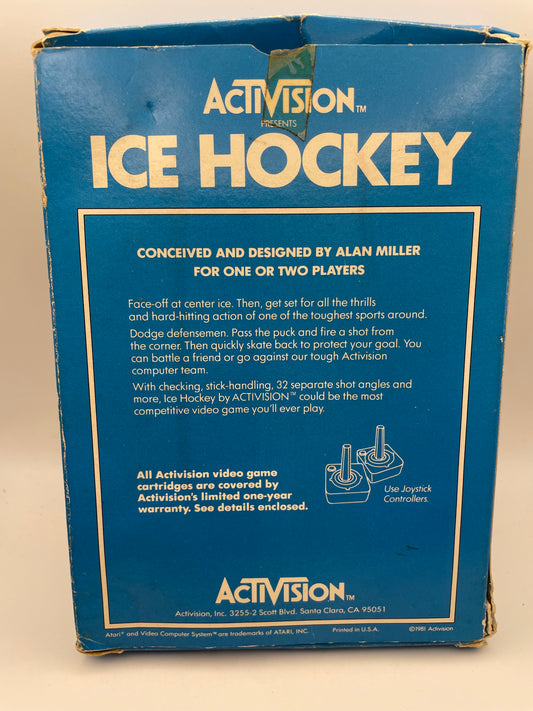 ACTIVISION™
PRESENTS
ICE HOCKEY
CONCEIVED AND DESIGNED BY ALAN MILLER
FOR ONE OR TWO PLAYERS
Face-off at center ice. Then, get set for all the thrills
and hard-hitting action of one of the toughest sports around.
Dodge defensemen. Pass the puck and fire a shot from
the corner. Then quickly skate back to protect your goal. You
can battle a friend or go against our tough Activision
computer team.
With checking, stick-handling, 32 separate shot angles and
more, Ice Hockey by ACTIVISION™ could be the most
competitive video game you'll ever play.
All Activision video game
cartridges are covered by
Activision's limited one-year
warranty. See details enclosed.
Use Joystick
Controllers.
ACTIVISION™
Activision, Inc. 3255-2 Scott Blvd. Santa Clara, CA 95051
Atari® and Video Computer System™ are trademarks of ATARI, INC. Printed in U.S.A. ©1981 Activision